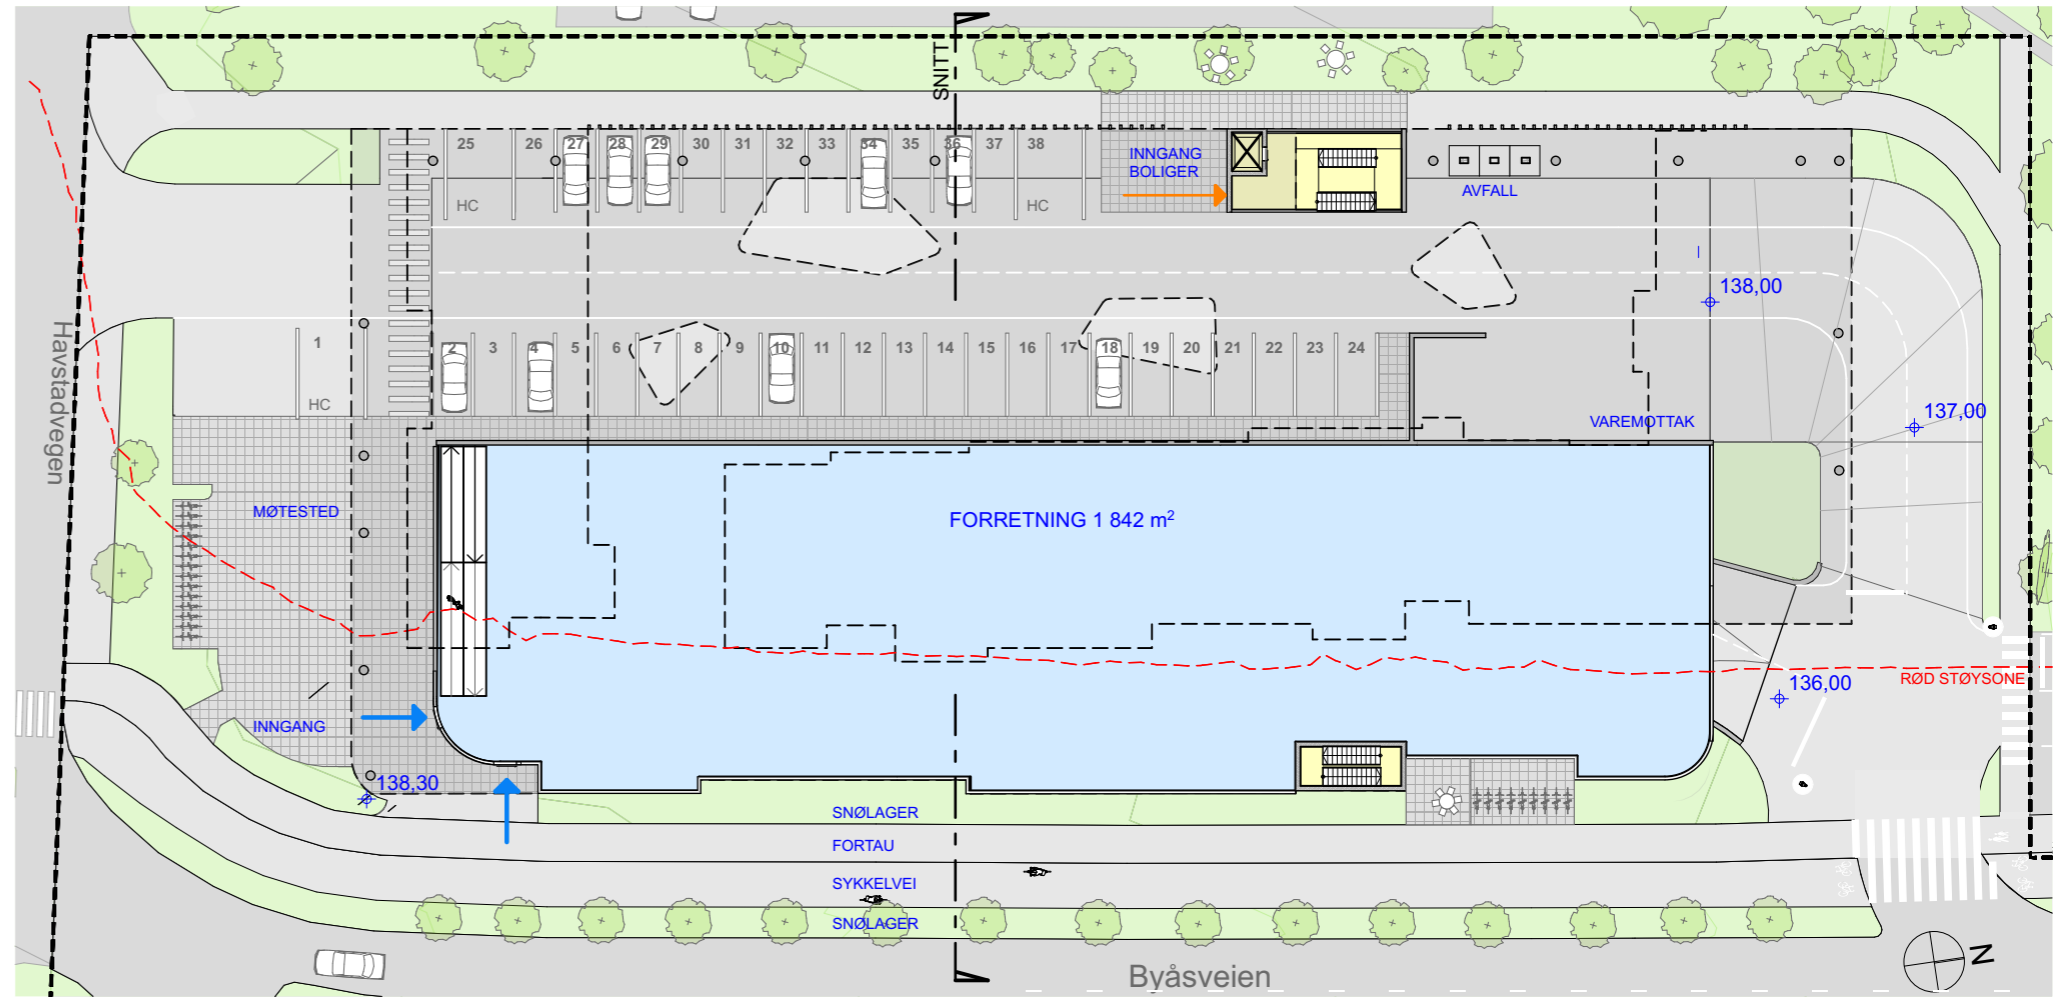 SNITT
25 26 27 28 29 30 31 32 33 34 35 36 37 38
HC
HC
INNGANG
BOLIGER
AVFALL
138,00
Havstadvegen
1
HC
2 3 4 5 6 7 8 9 10 11 12 13 14 15 16 17 18 19 20 21 22 23 24
137,00
VAREMOTTAK
MØTESTED
FORRETNING 1 842 m²
RØD STØYSONE
136,00
INNGANG
138,30
SNØLAGER
FORTAU
SYKKELVEI
SNØLAGER
Byåsveien
N